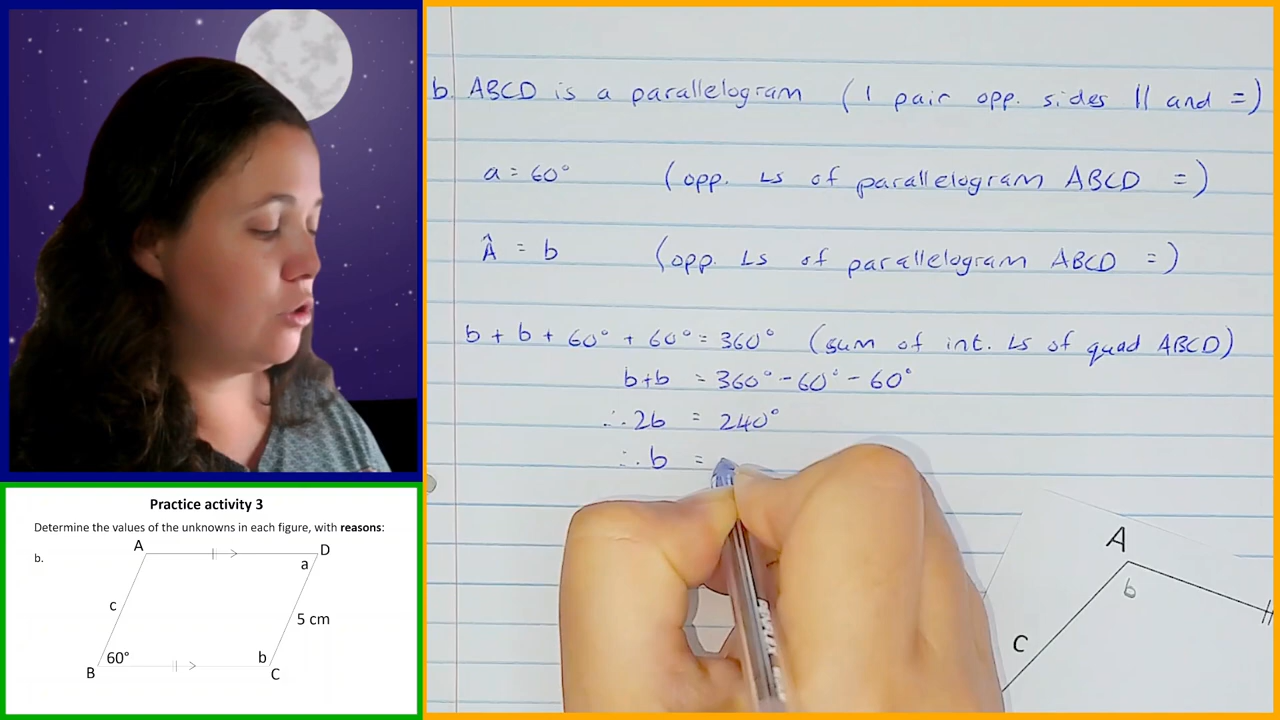 b. ABCD is a parallelogram (1 pair opp. sides || and =)
a = 60° (opp. ∠s of parallelogram ABCD =)
Â = b (opp. ∠s of parallelogram ABCD =)
b + b + 60° + 60° = 360° (sum of int. ∠s of quad ABCD)
b+b = 360° - 60° - 60°
∴ 2b = 240°
∴ b =
A
b
C
Practice activity 3
Determine the values of the unknowns in each figure, with reasons:
b.
A
D
a
c
5 cm
60°
b
B
C